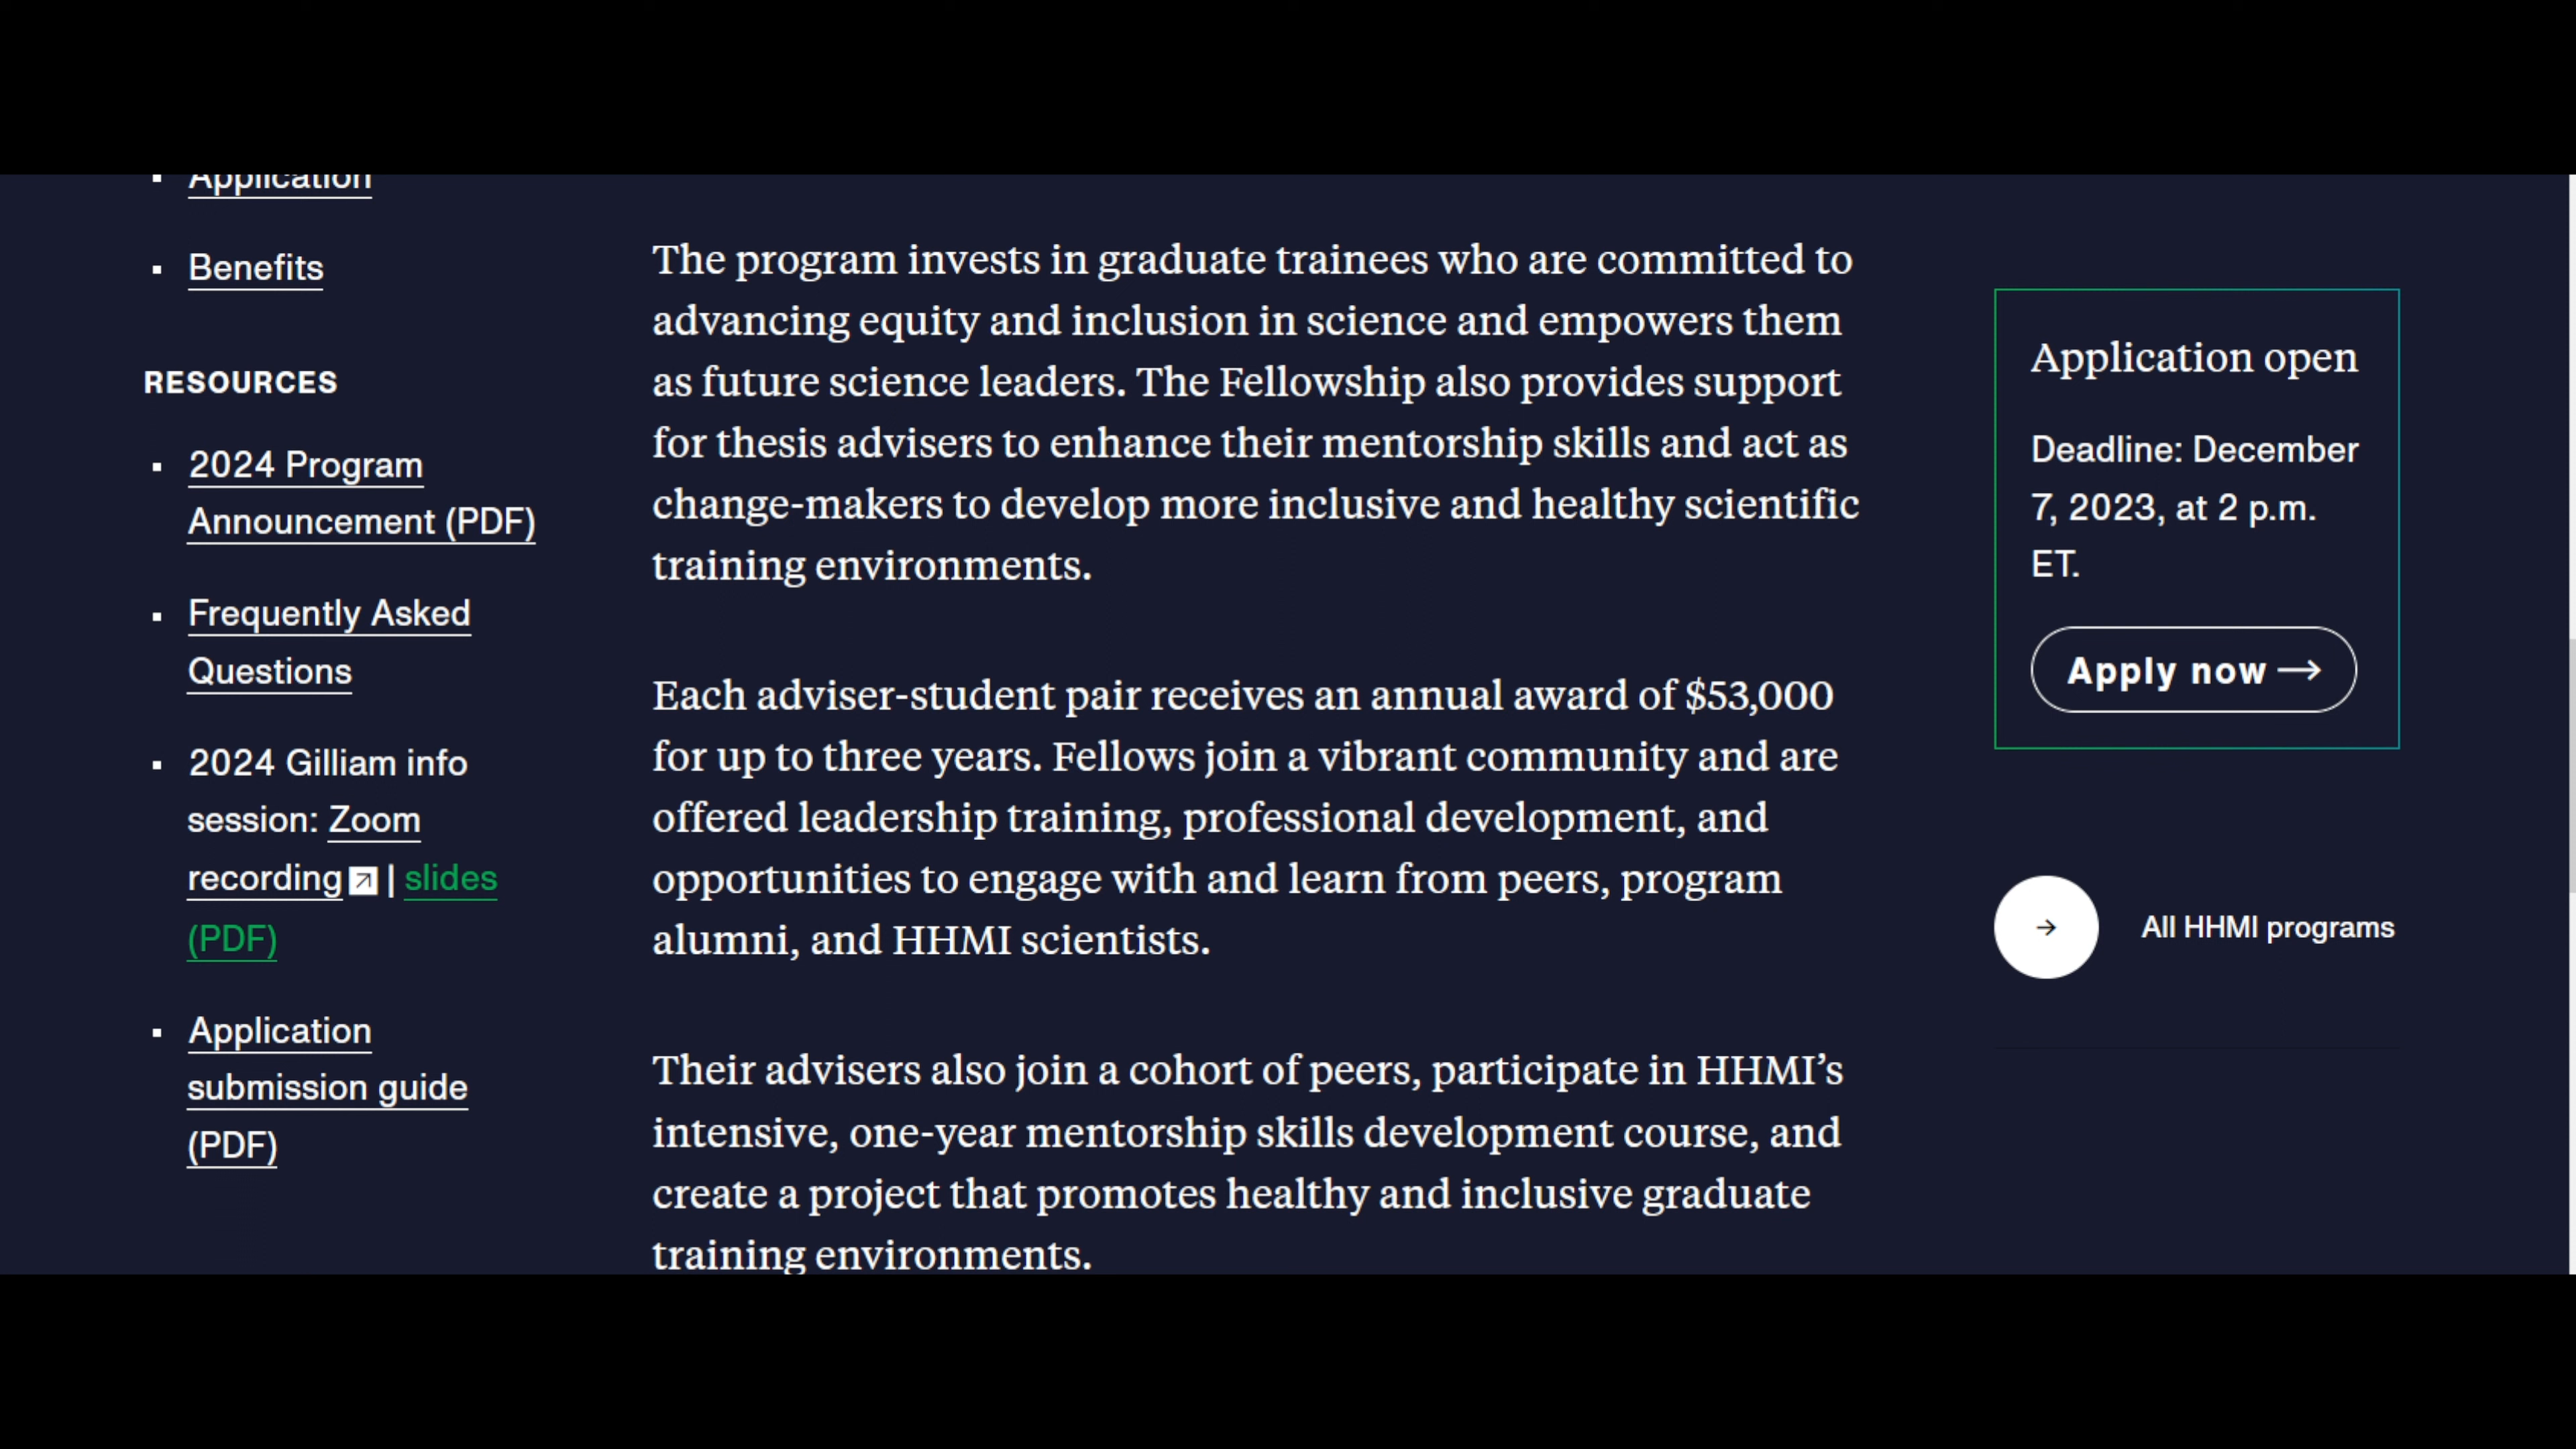 Application
Benefits
RESOURCES
2024 Program
Announcement (PDF)
Frequently Asked
Questions
2024 Gilliam info
session: Zoom
recording | slides
(PDF)
Application
submission guide
(PDF)
The program invests in graduate trainees who are committed to
advancing equity and inclusion in science and empowers them
as future science leaders. The Fellowship also provides support
for thesis advisers to enhance their mentorship skills and act as
change-makers to develop more inclusive and healthy scientific
training environments.
Each adviser-student pair receives an annual award of $53,000
for up to three years. Fellows join a vibrant community and are
offered leadership training, professional development, and
opportunities to engage with and learn from peers, program
alumni, and HHMI scientists.
Their advisers also join a cohort of peers, participate in HHMI’s
intensive, one-year mentorship skills development course, and
create a project that promotes healthy and inclusive graduate
training environments.
Application open
Deadline: December
7, 2023, at 2 p.m.
ET.
Apply now
All HHMI programs